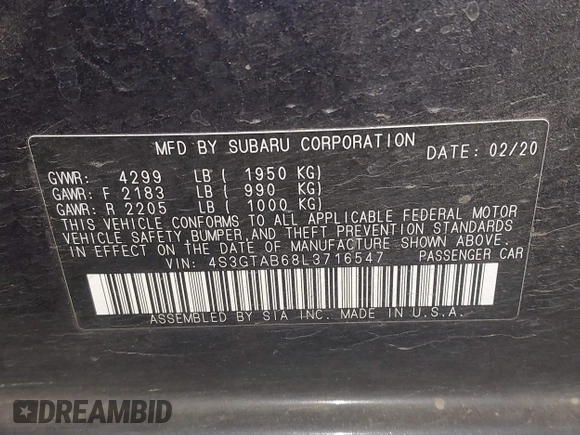 MFD BY SUBARU CORPORATION
DATE: 02/20
GVWR: 4299 LB ( 1950 KG)
GAWR: F 2183 LB ( 990 KG)
GAWR: R 2205 LB ( 1000 KG)
THIS VEHICLE CONFORMS TO ALL APPLICABLE FEDERAL MOTOR
VEHICLE SAFETY,BUMPER,AND THEFT PREVENTION STANDARDS
IN EFFECT ON THE DATE OF MANUFACTURE SHOWN ABOVE.
VIN: 4S3GTAB68L3716547 PASSENGER CAR
ASSEMBLED BY SIA INC. MADE IN U.S.A.
DREAMBID